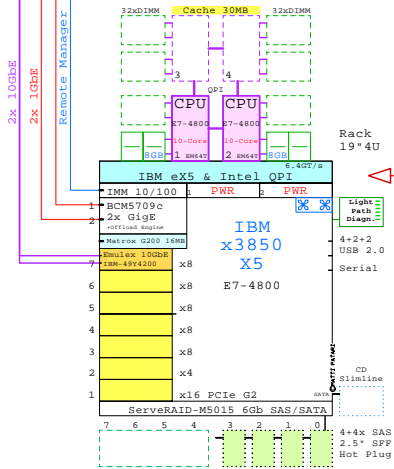 32xDIMM
Cache 30MB
32xDIMM
2x 10GbE
2x 1GbE
Remote Manager
3
4
QPI
CPU
CPU
E7-4800
E7-4800
10-Core
10-Core
8GB
1 EM64T
2 EM64T
8GB
Rack
19"4U
6.4GT/s
IBM eX5 & Intel QPI
IMM 10/100
1
PWR
2
PWR
1
BCM5709c
2
2x GigE
+Offload Engine
Matrox G200 16MB
Emulex 10GbE
7
IBM-49Y4200
x8
6
x8
5
x8
4
x8
3
x8
2
x4
1
x16 PCIe G2
IBM
x3850
X5
E7-4800
Light
Path
Diagn.
4+2+2
USB 2.0
Serial
©MATTI PATARI
CD
Slimline
SATA
ServeRAID-M5015 6Gb SAS/SATA
7
6
5
4
3
2
1
0
4+4x SAS
2.5" SFF
Hot Plug